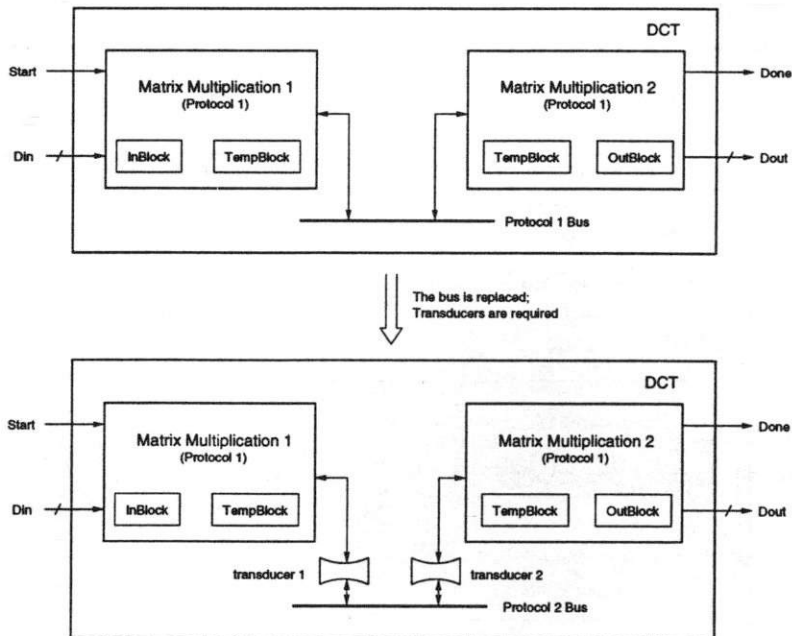 DCT
Start
Matrix Multiplication 1
(Protocol 1)
Matrix Multiplication 2
(Protocol 1)
Done
Din
InBlock
TempBlock
TempBlock
OutBlock
Dout
Protocol 1 Bus
The bus is replaced;
Transducers are required
DCT
Start
Matrix Multiplication 1
(Protocol 1)
Matrix Multiplication 2
(Protocol 1)
Done
Din
InBlock
TempBlock
TempBlock
OutBlock
Dout
transducer 1
transducer 2
Protocol 2 Bus